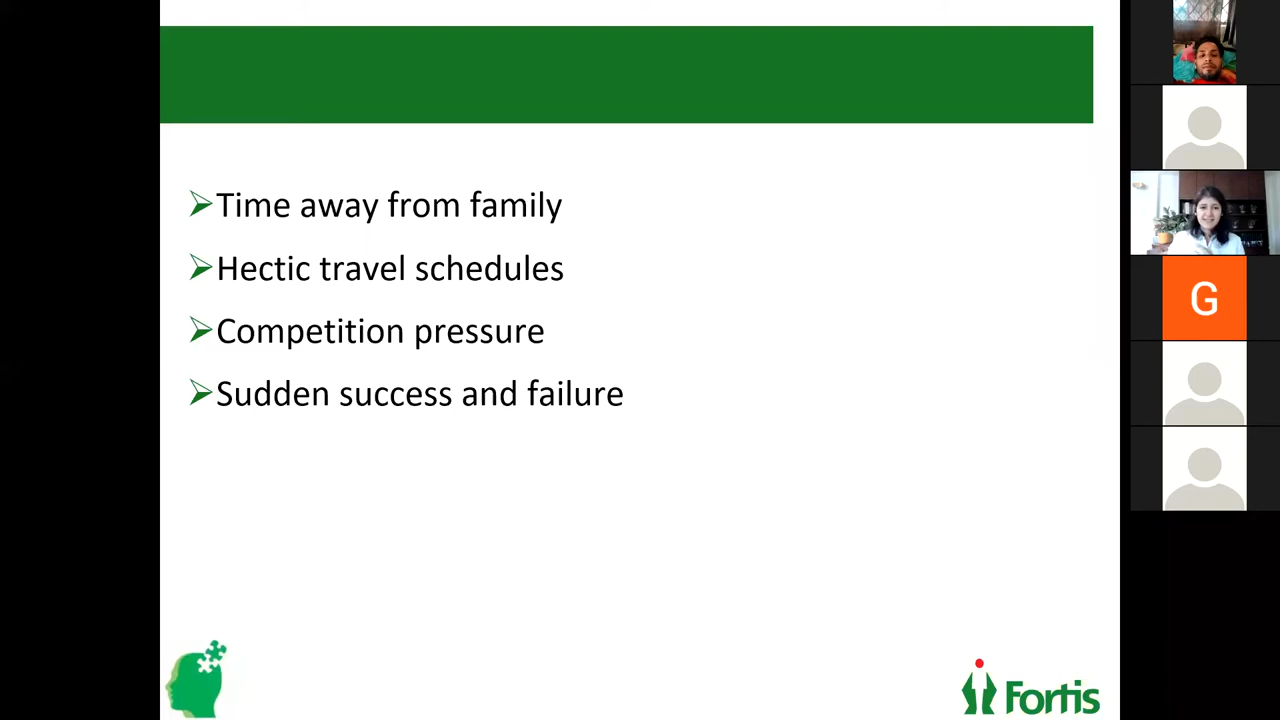 Time away from family
Hectic travel schedules
Competition pressure
Sudden success and failure
Fortis
G